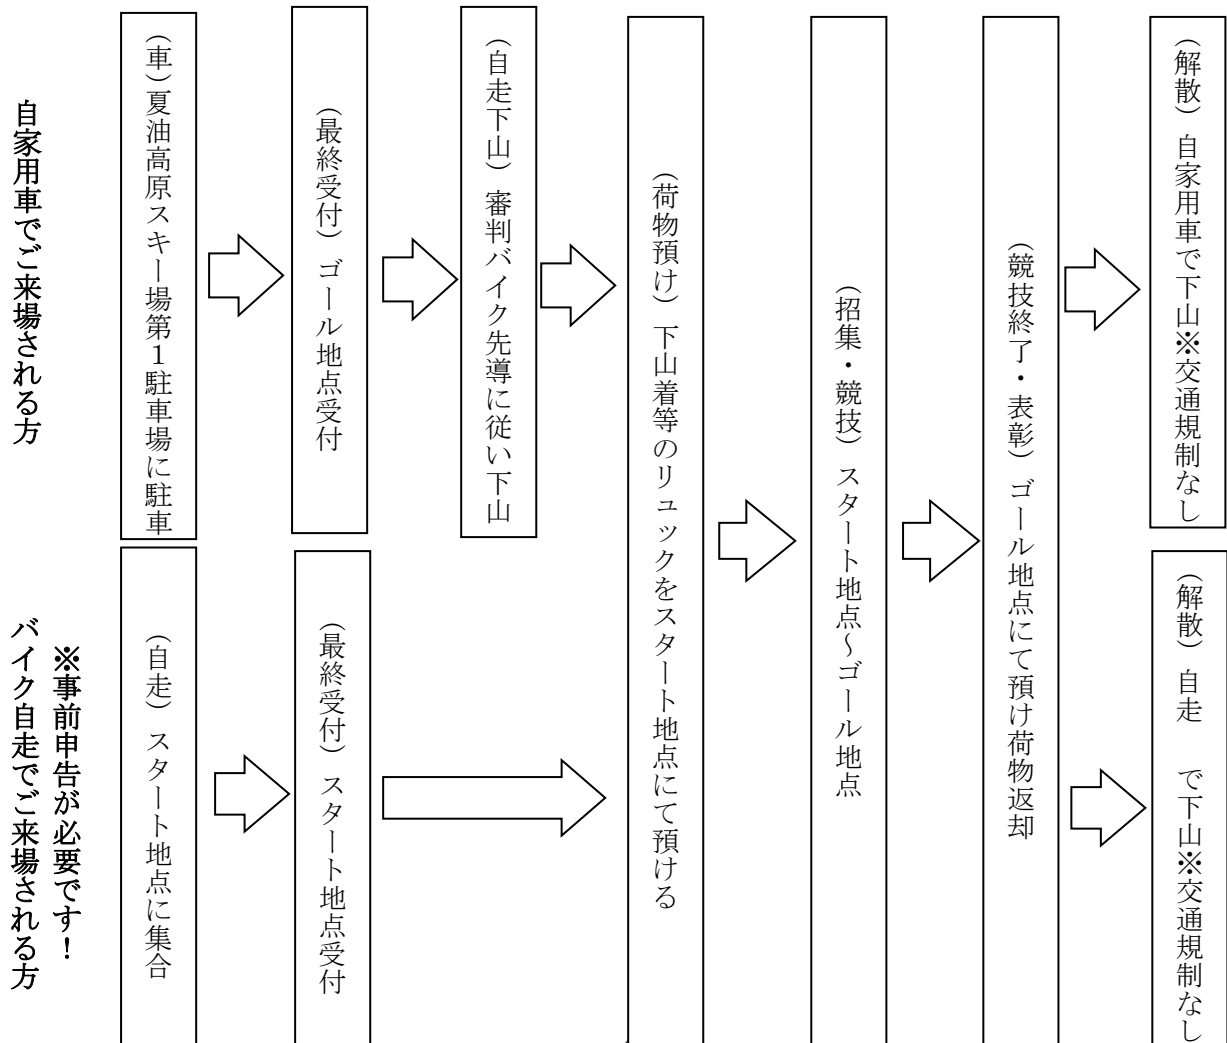 自家用車でご来場される方
（車）夏油高原スキー場第1駐車場に駐車
（最終受付）ゴール地点受付
（自走下山）審判バイク先導に従い下山
（荷物預け）下山着等のリュックをスタート地点にて預ける
（招集・競技）スタート地点～ゴール地点
（競技終了・表彰）ゴール地点にて預け荷物返却
（解散）自家用車で下山※交通規制なし
※事前申告が必要です！
バイク自走でご来場される方
（自走）スタート地点に集合
（最終受付）スタート地点受付
（解散）自走　で下山※交通規制なし